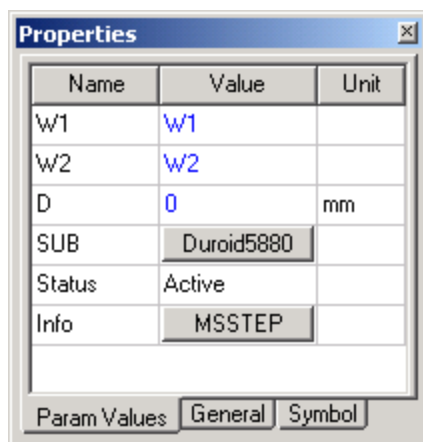 Properties
Name Value Unit
W1 W1
W2 W2
D 0 mm
SUB Duroid5880
Status Active
Info MSSTEP
Param Values General Symbol